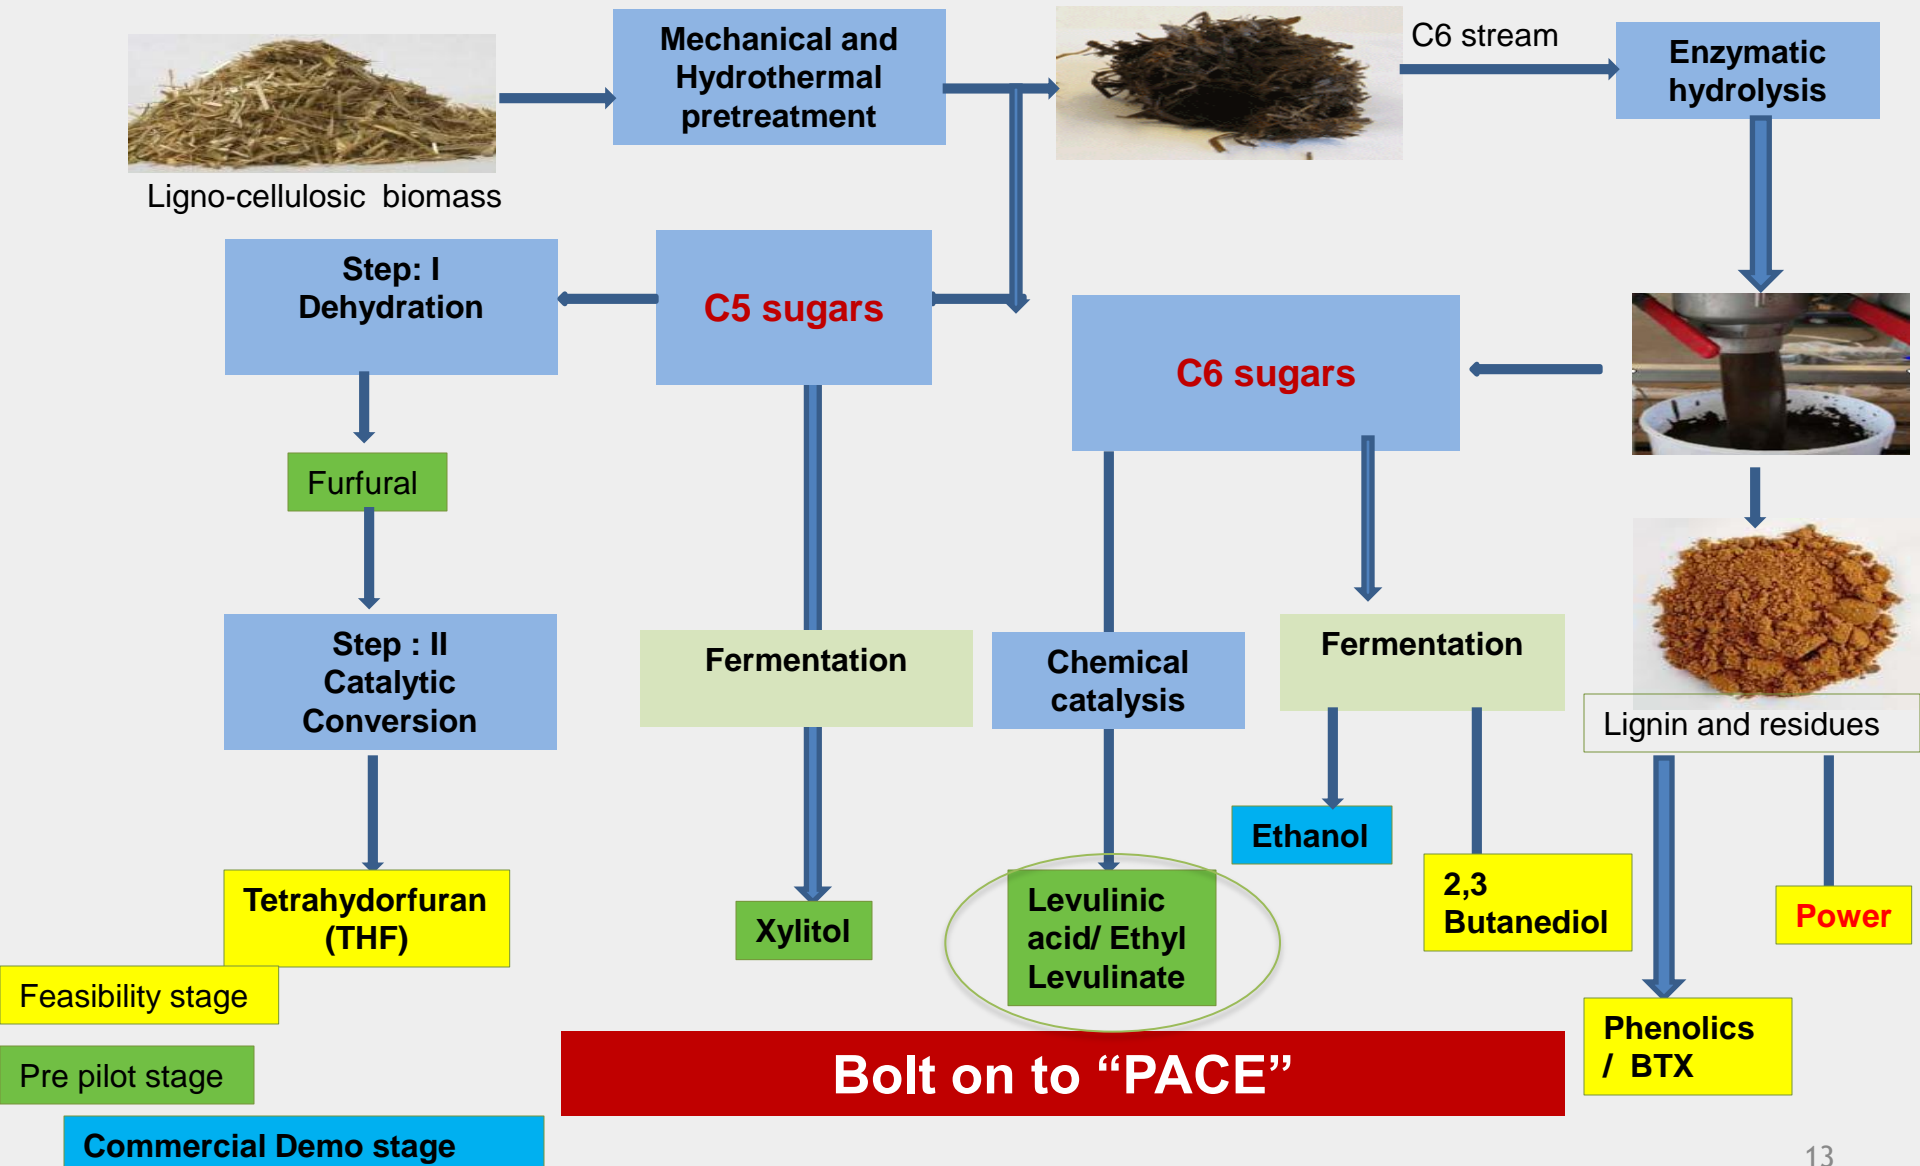 Mechanical and
Hydrothermal
pretreatment
C6 stream
Enzymatic
hydrolysis
Ligno-cellulosic  biomass
Step: I
Dehydration
C5 sugars
C6 sugars
Furfural
Step : II
Catalytic
Conversion
Fermentation
Chemical
catalysis
Fermentation
Lignin and residues
Tetrahydorfuran
(THF)
Xylitol
Levulinic
acid/ Ethyl
Levulinate
Ethanol
2,3
Butanediol
Power
Phenolics
/  BTX
Feasibility stage
Pre pilot stage
Commercial Demo stage
Bolt on to “PACE”
13